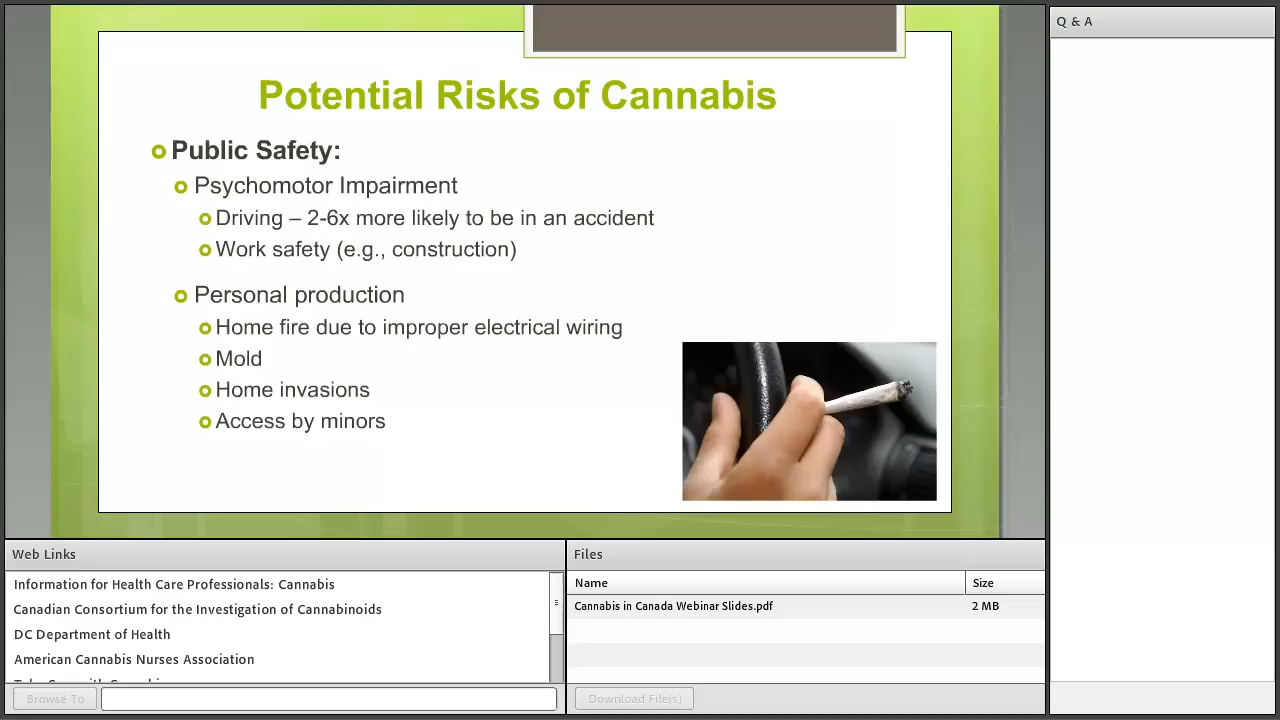 Potential Risks of Cannabis
Public Safety:
Psychomotor Impairment
Driving – 2-6x more likely to be in an accident
Work safety (e.g., construction)
Personal production
Home fire due to improper electrical wiring
Mold
Home invasions
Access by minors
Q & A
Web Links
Information for Health Care Professionals: Cannabis
Canadian Consortium for the Investigation of Cannabinoids
DC Department of Health
American Cannabis Nurses Association
Browse To
Files
Name Size
Cannabis in Canada Webinar Slides.pdf 2 MB
Download File(s)